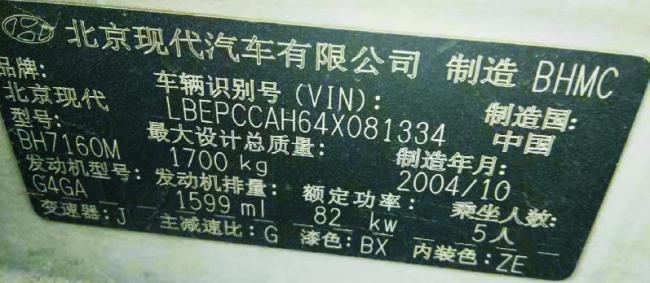 北京现代汽车有限公司 制造 BHMC
品牌: 车辆识别号(VIN): 制造国:
北京现代 LBEPCCAH64X081334 中国
型号: 最大设计总质量: 制造年月:
BH7160M 1700 kg 2004/10
发动机型号: 发动机排量: 额定功率: 乘坐人数:
G4GA 1599 ml 82 kw 5人
变速器: J 主减速比: G 漆色: BX 内装色: ZE